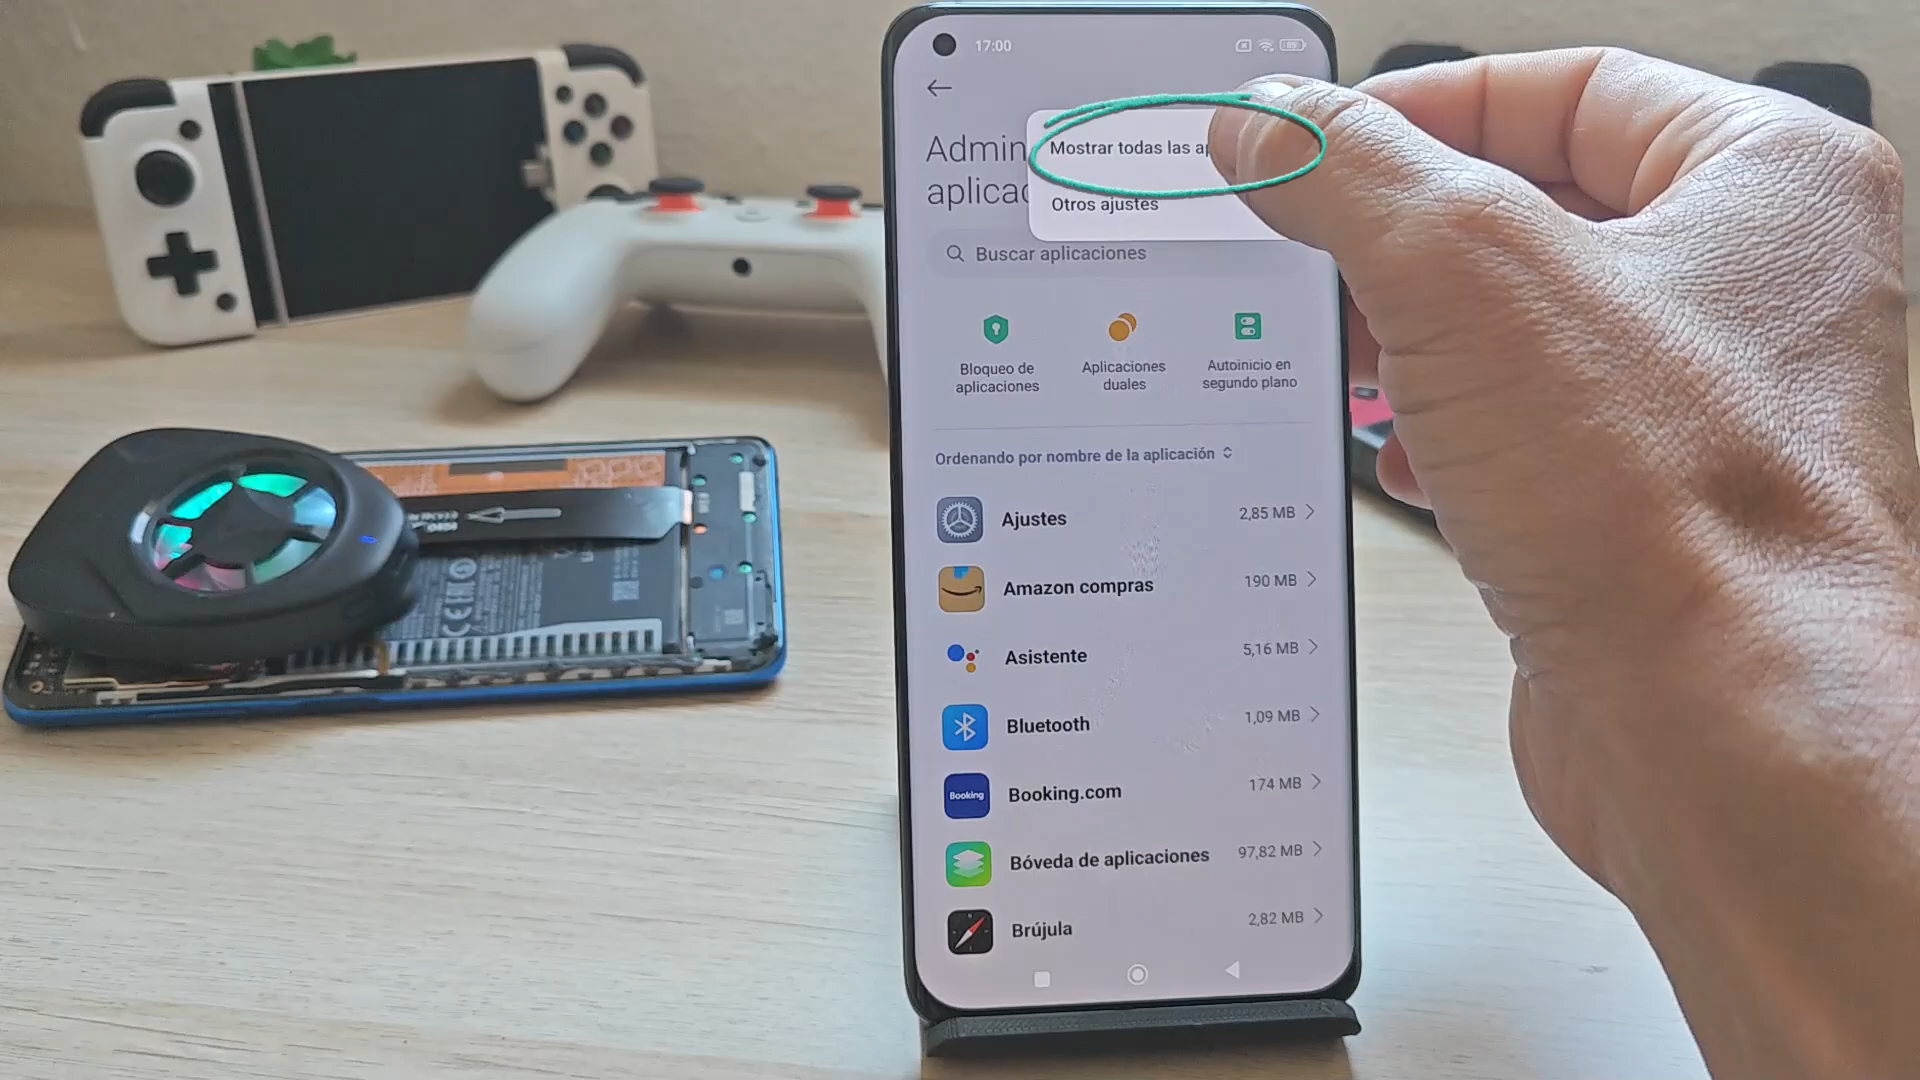 17:00
85
Admin
aplicac
Mostrar todas las ap
Otros ajustes
Buscar aplicaciones
Bloqueo de
aplicaciones
Aplicaciones
duales
Autoinicio en
segundo plano
Ordenando por nombre de la aplicación
Ajustes
2,85 MB
Amazon compras
190 MB
Asistente
5,16 MB
Bluetooth
1,09 MB
Booking
Booking.com
174 MB
Bóveda de aplicaciones
97,82 MB
Brújula
2,82 MB